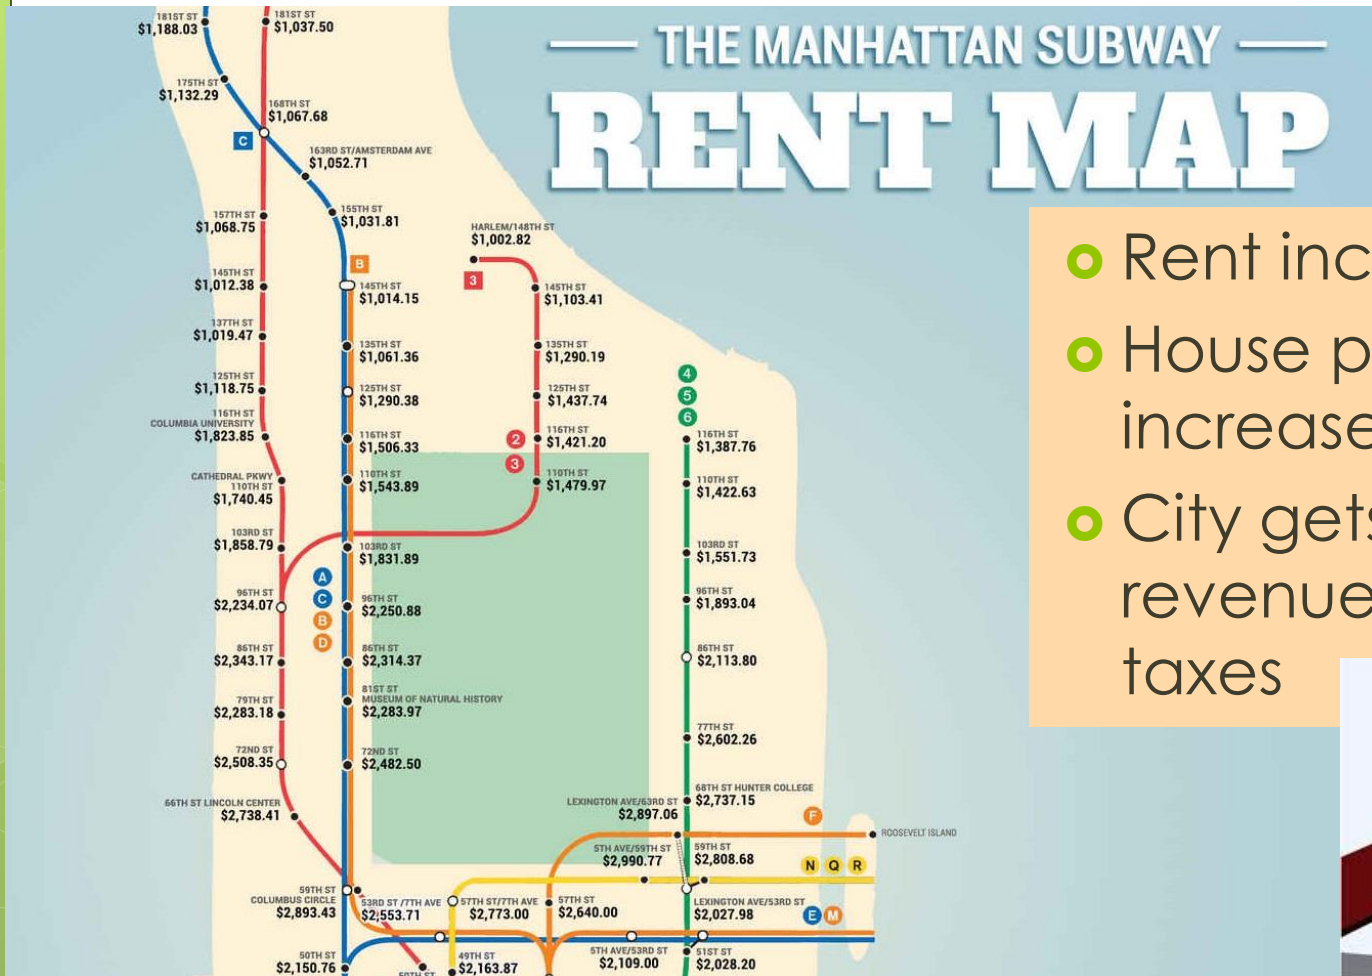 THE MANHATTAN SUBWAY
RENT MAP
181ST ST
$1,188.03
181ST ST
$1,037.50
175TH ST
$1,132.29
168TH ST
$1,067.68
C
163RD ST/AMSTERDAM AVE
$1,052.71
155TH ST
$1,031.81
157TH ST
$1,068.75
HARLEM/148TH ST
$1,002.82
B
3
145TH ST
$1,012.38
145TH ST
$1,014.15
145TH ST
$1,103.41
137TH ST
$1,019.47
135TH ST
$1,061.36
135TH ST
$1,290.19
125TH ST
$1,118.75
125TH ST
$1,290.38
125TH ST
$1,437.74
4
5
6
116TH ST
COLUMBIA UNIVERSITY
$1,823.85
116TH ST
$1,506.33
2
3
116TH ST
$1,421.20
116TH ST
$1,387.76
CATHEDRAL PKWY
110TH ST
$1,740.45
110TH ST
$1,543.89
110TH ST
$1,479.97
110TH ST
$1,422.63
103RD ST
$1,858.79
103RD ST
$1,831.89
103RD ST
$1,551.73
A
C
B
D
96TH ST
$2,234.07
96TH ST
$2,250.88
96TH ST
$1,893.04
86TH ST
$2,343.17
86TH ST
$2,314.37
86TH ST
$2,113.80
79TH ST
$2,283.18
81ST ST
MUSEUM OF NATURAL HISTORY
$2,283.97
77TH ST
$2,602.26
72ND ST
$2,508.35
72ND ST
$2,482.50
66TH ST LINCOLN CENTER
$2,738.41
LEXINGTON AVE/63RD ST
$2,897.06
68TH ST HUNTER COLLEGE
$2,737.15
F
ROOSEVELT ISLAND
5TH AVE/59TH ST
$2,990.77
59TH ST
$2,808.68
N Q R
59TH ST
COLUMBUS CIRCLE
$2,893.43
53RD ST /7TH AVE
$2,553.71
57TH ST/7TH AVE
$2,773.00
57TH ST
$2,640.00
LEXINGTON AVE/53RD ST
$2,027.98
E M
50TH ST
$2,150.76
50TH ST
49TH ST
$2,163.87
5TH AVE/53RD ST
$2,109.00
51ST ST
$2,028.20
Rent inc
House p
increase
City gets
revenue
taxes